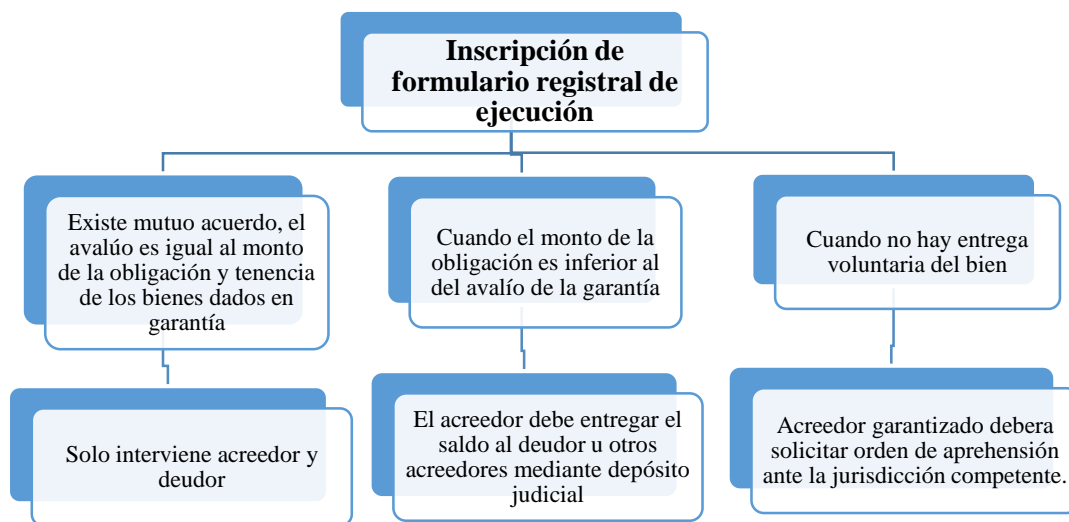 Inscripción de
formulario registral de
ejecución
Existe mutuo acuerdo, el
avalúo es igual al monto
de la obligación y tenencia
de los bienes dados en
garantía
Cuando el monto de la
obligación es inferior al
del avalío de la garantía
Cuando no hay entrega
voluntaria del bien
Solo interviene acreedor y
deudor
El acreedor debe entregar el
saldo al deudor u otros
acreedores mediante depósito
judicial
Acreedor garantizado debera
solicitar orden de aprehensión
ante la jurisdicción competente.